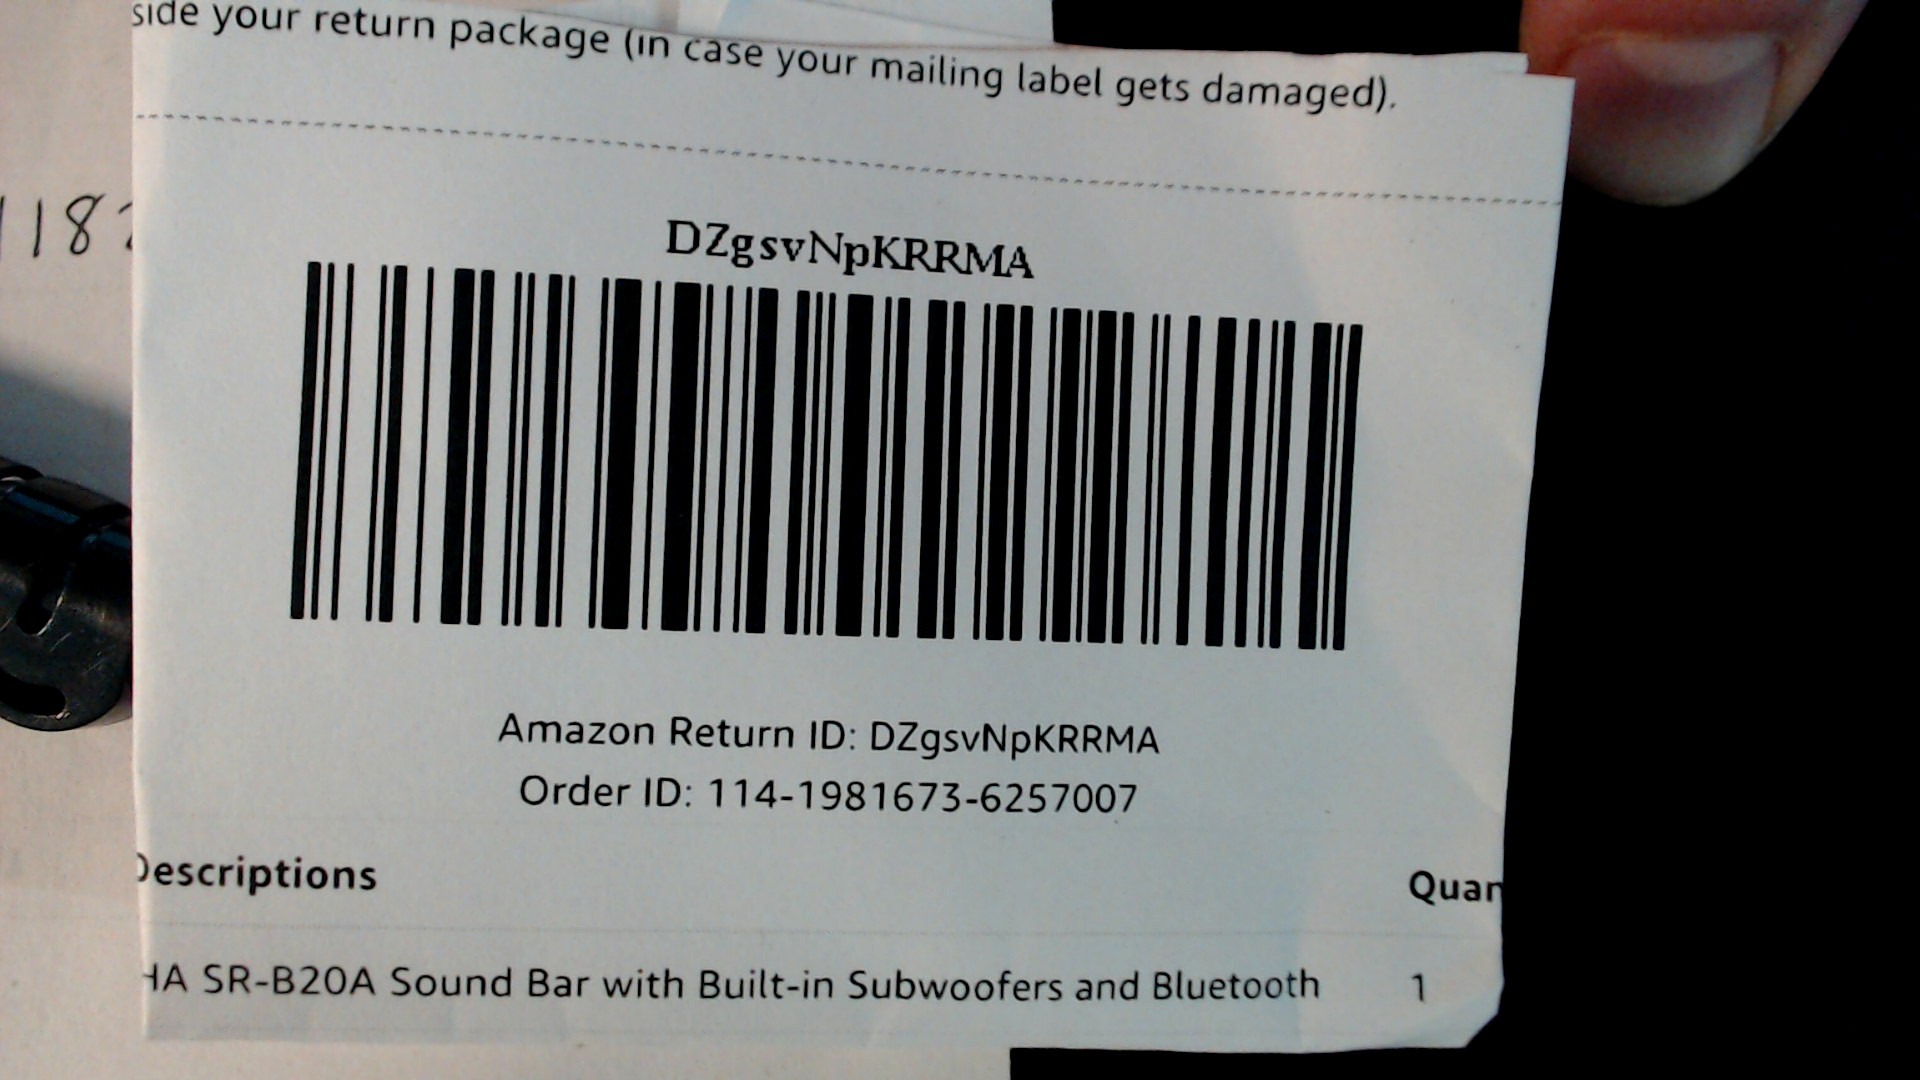 your return package (in case your mailing label gets damaged).
DZgsvNpKRRMA
Amazon Return ID: DZgsvNpKRRMA
Order ID: 114-1981673-6257007
Descriptions Quan
HA SR-B20A Sound Bar with Built-in Subwoofers and Bluetooth 1